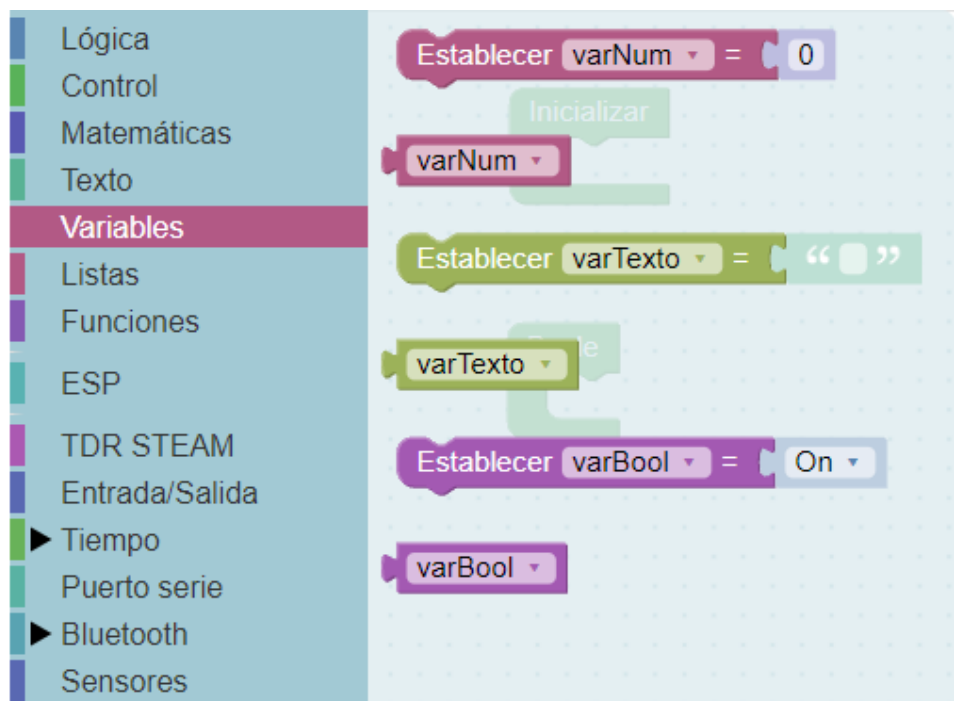 Lógica
Control
Matemáticas
Texto
Variables
Listas
Funciones
ESP
TDR STEAM
Entrada/Salida
Tiempo
Puerto serie
Bluetooth
Sensores
Establecer varNum = 0
Inicializar
varNum
Establecer varTexto = “ ”
varTexto
Establecer varBool = On
varBool